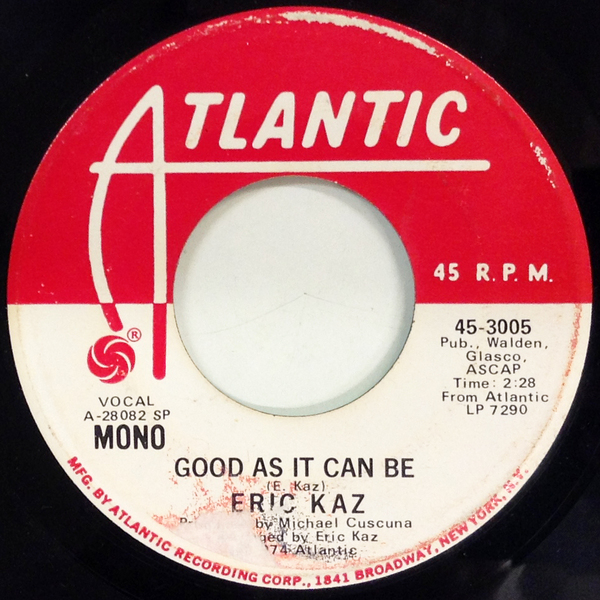 ATLANTIC
45 R.P.M.
®
45-3005
Pub., Walden,
Glasco,
ASCAP
Time: 2:28
From Atlantic
LP 7290
VOCAL
A-28082 SP
MONO
GOOD AS IT CAN BE
(E. Kaz)
ERIC KAZ
by Michael Cuscuna
by Eric Kaz
'74 Atlantic
MFG. BY ATLANTIC RECORDING CORP., 1841 BROADWAY, NEW YORK, N.Y.